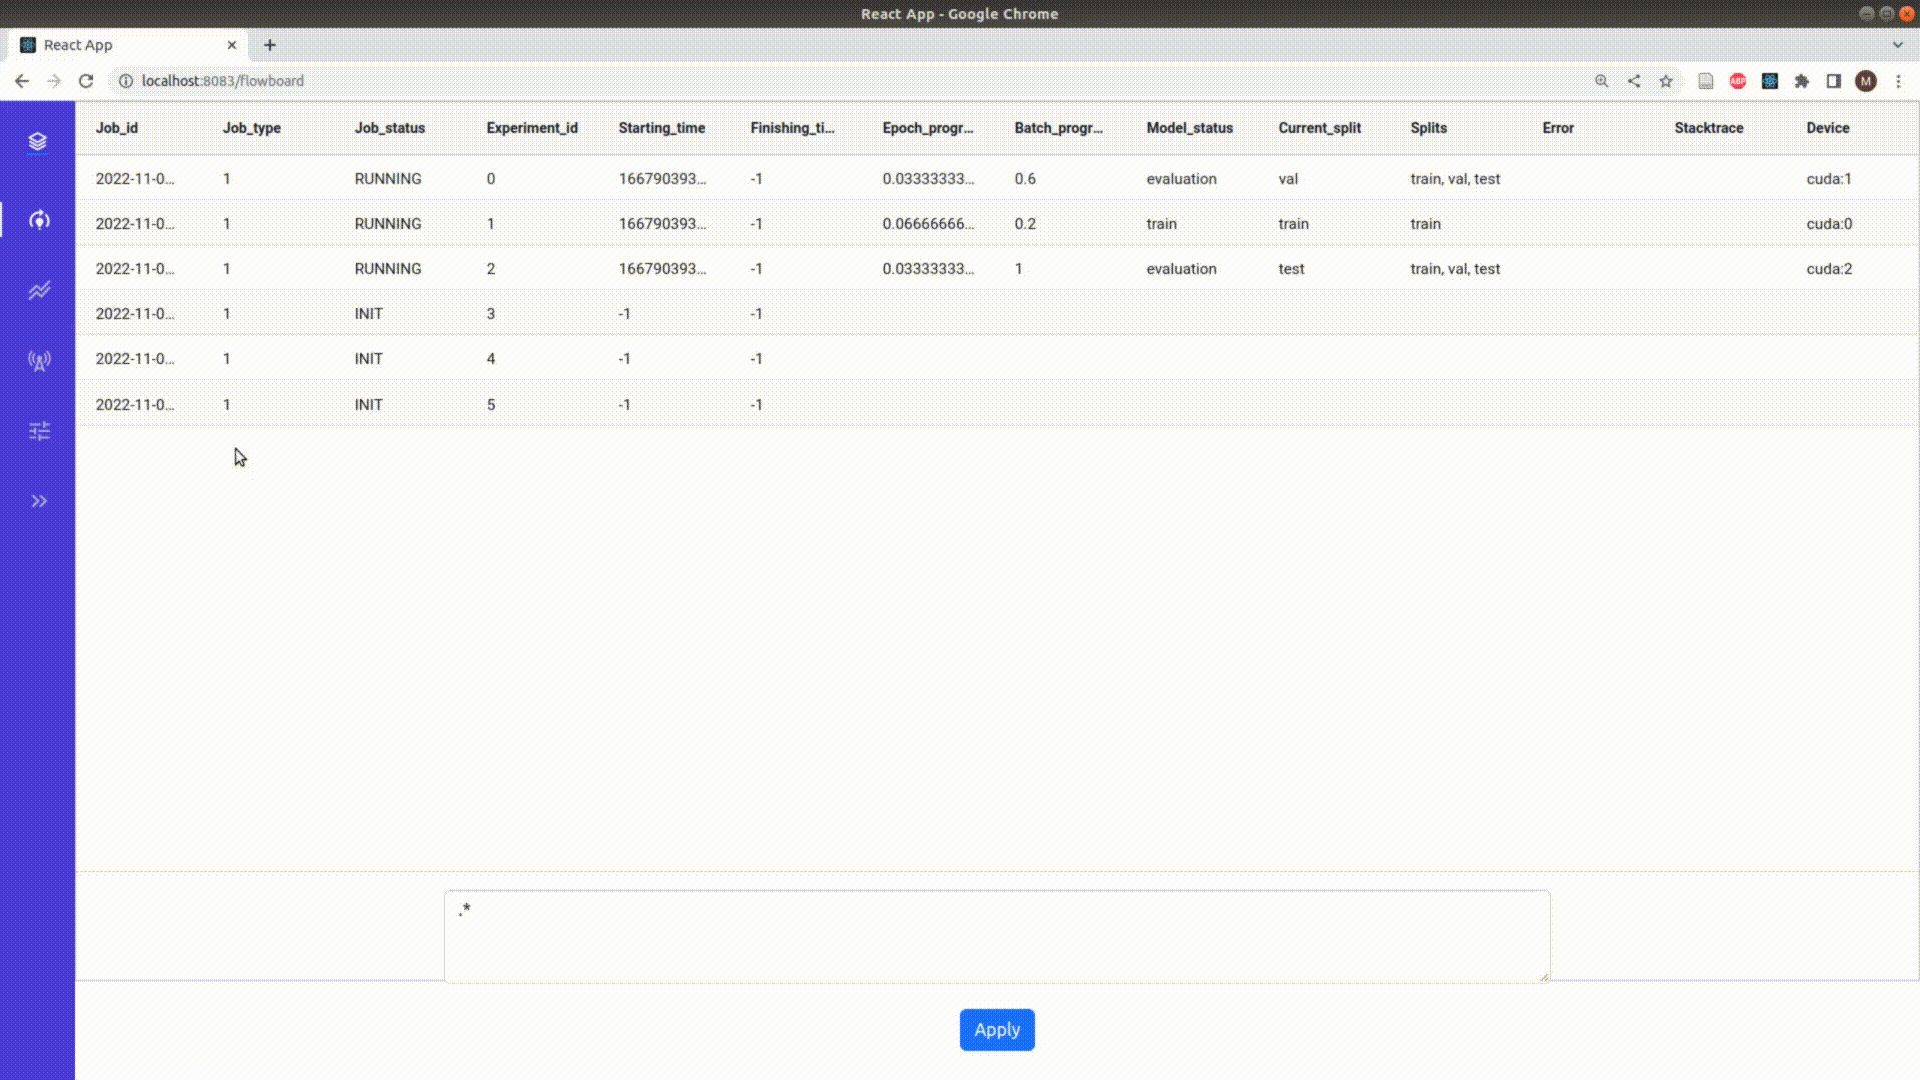 React App - Google Chrome
React App
localhost:8083/flowboard
ABP
M
Job_id Job_type Job_status Experiment_id Starting_time Finishing_ti... Epoch_progr... Batch_progr... Model_status Current_split Splits Error Stacktrace Device
2022-11-0... 1 RUNNING 0 166790393... -1 0.03333333... 0.6 evaluation val train, val, test cuda:1
2022-11-0... 1 RUNNING 1 166790393... -1 0.06666666... 0.2 train train train cuda:0
2022-11-0... 1 RUNNING 2 166790393... -1 0.03333333... 1 evaluation test train, val, test cuda:2
2022-11-0... 1 INIT 3 -1 -1
2022-11-0... 1 INIT 4 -1 -1
2022-11-0... 1 INIT 5 -1 -1
.*
Apply